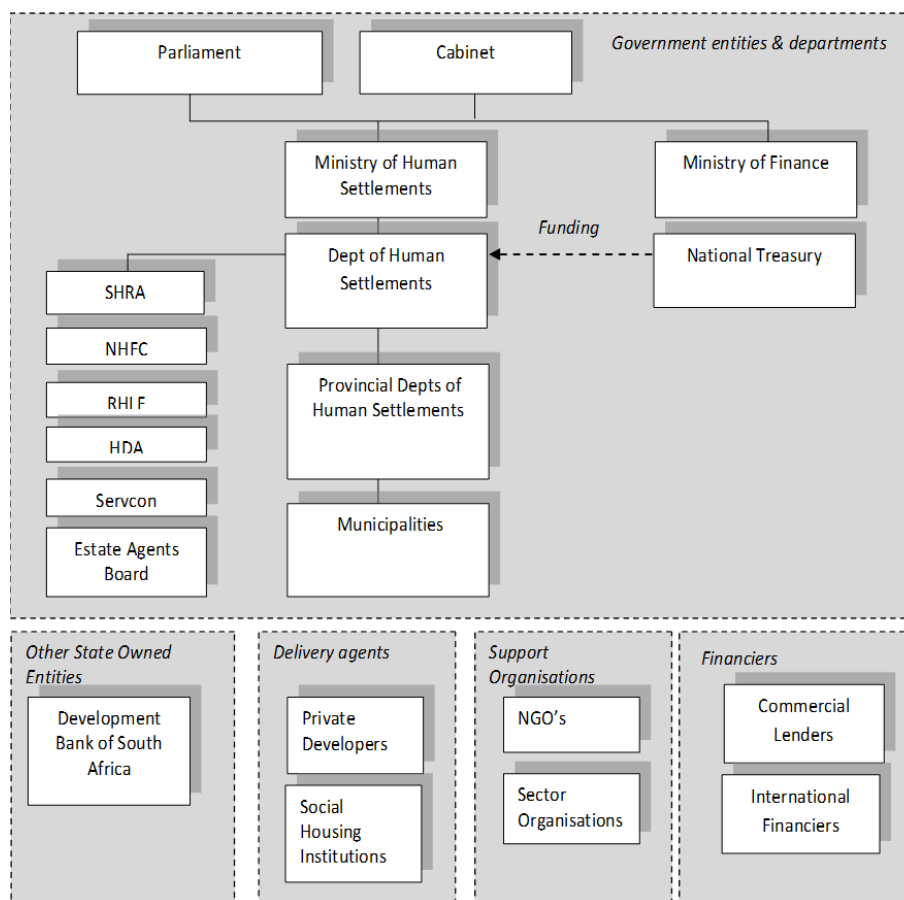 Parliament
Cabinet
Government entities & departments
Ministry of Human
Settlements
Ministry of Finance
Funding
Dept of Human
Settlements
National Treasury
SHRA
NHFC
RHLF
HDA
Servcon
Estate Agents
Board
Provincial Depts of
Human Settlements
Municipalities
Other State Owned
Entities
Development
Bank of South
Africa
Delivery agents
Private
Developers
Social
Housing
Institutions
Support
Organisations
NGO's
Sector
Organisations
Financiers
Commercial
Lenders
International
Financiers